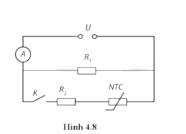 U
A
R₁
K R₂ NTC
Hình 4.8